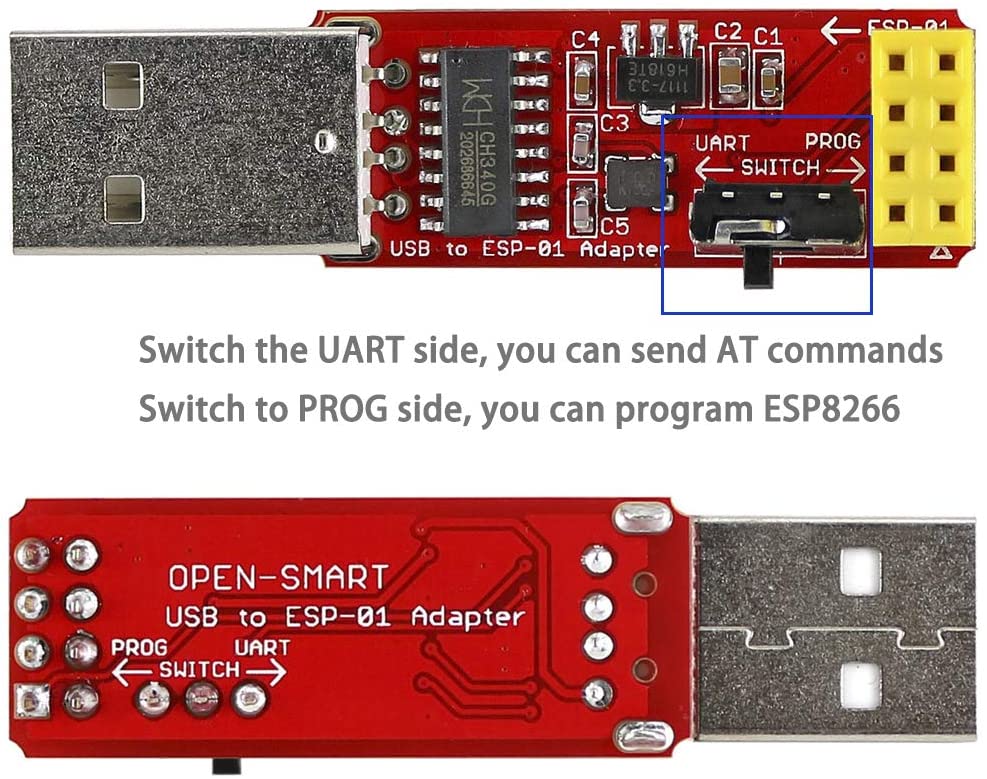 ESP-01
C4
C2
C1
1117-3.3
H618TE
C3
UART
PROG
SWITCH
WCH
CH340G
202686645
C5
USB to ESP-01 Adapter
Switch the UART side, you can send AT commands
Switch to PROG side, you can program ESP8266
OPEN-SMART
USB to ESP-01 Adapter
PROG
UART
SWITCH